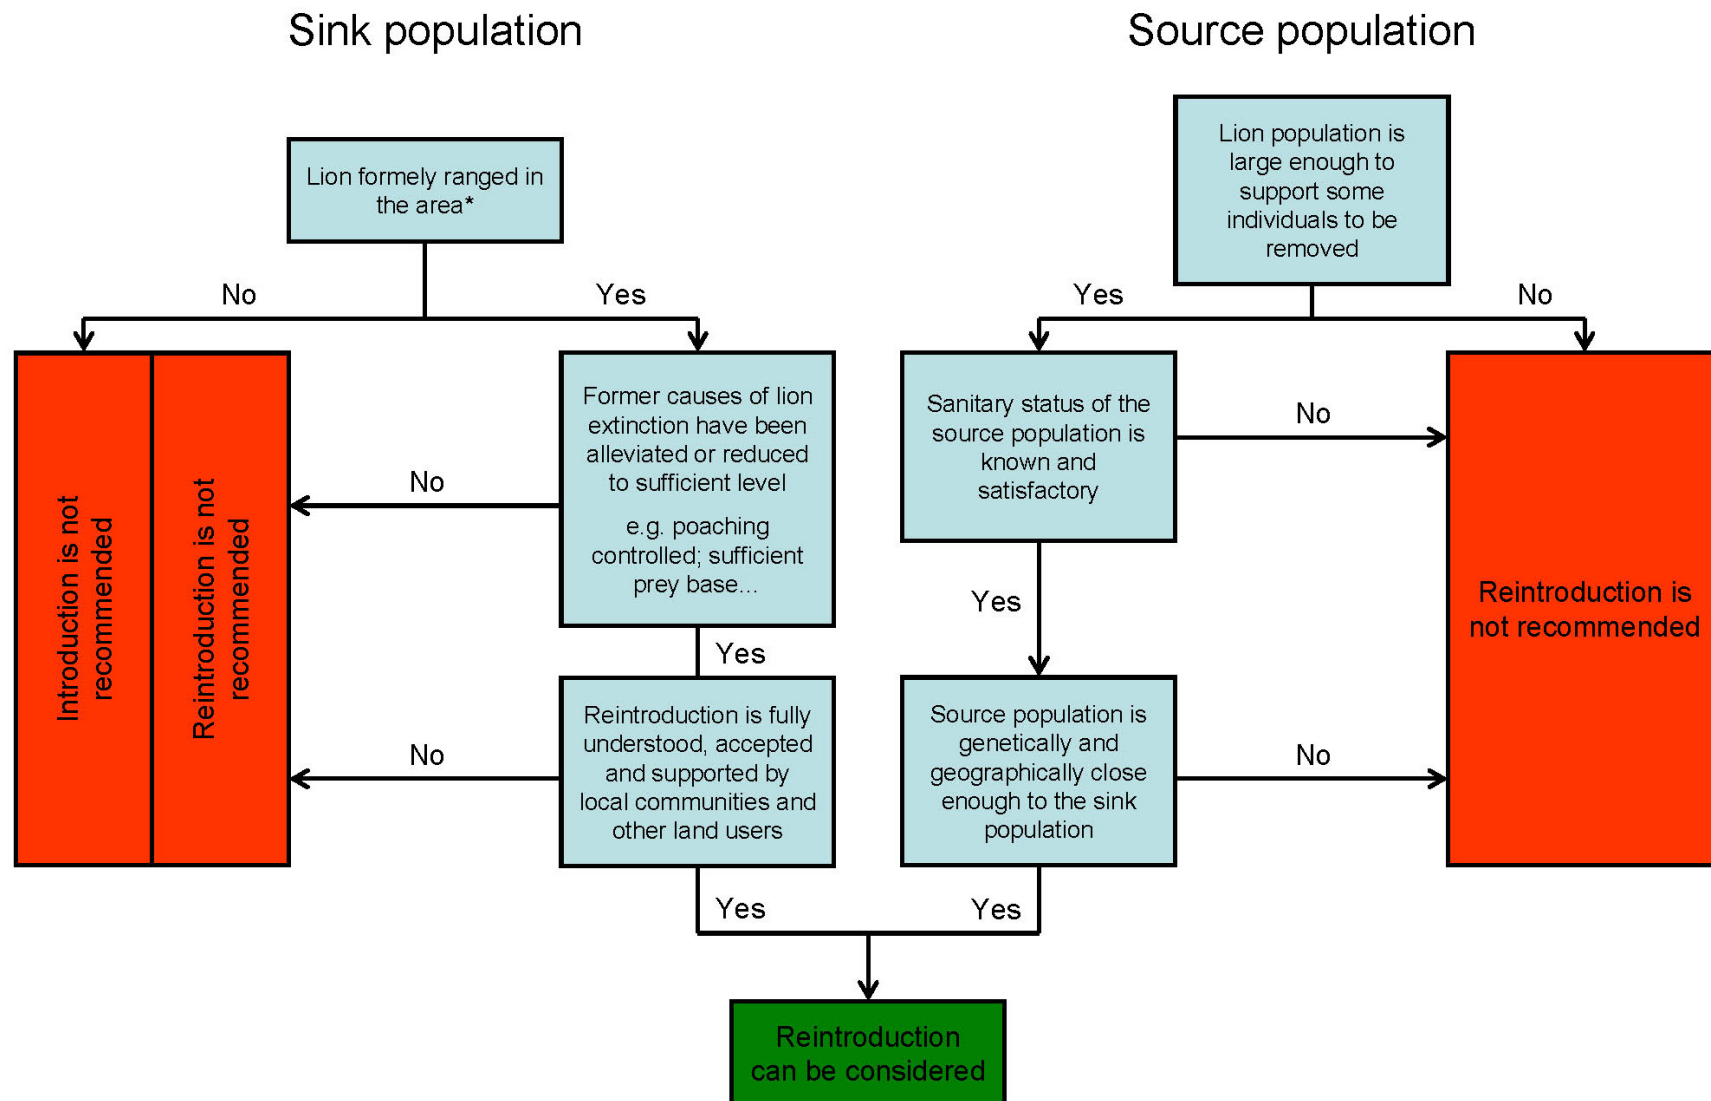 Sink population
Source population
Lion formely ranged in
the area*
No
Yes
Introduction is not
recommended
Reintroduction is not
recommended
Former causes of lion
extinction have been
alleviated or reduced
to sufficient level
e.g. poaching
controlled; sufficient
prey base...
No
Yes
Reintroduction is fully
understood, accepted
and supported by
local communities and
other land users
No
Yes
Lion population is
large enough to
support some
individuals to be
removed
Yes
No
Sanitary status of the
source population is
known and
satisfactory
No
Yes
Reintroduction is
not recommended
Source population is
genetically and
geographically close
enough to the sink
population
No
Yes
Reintroduction
can be considered